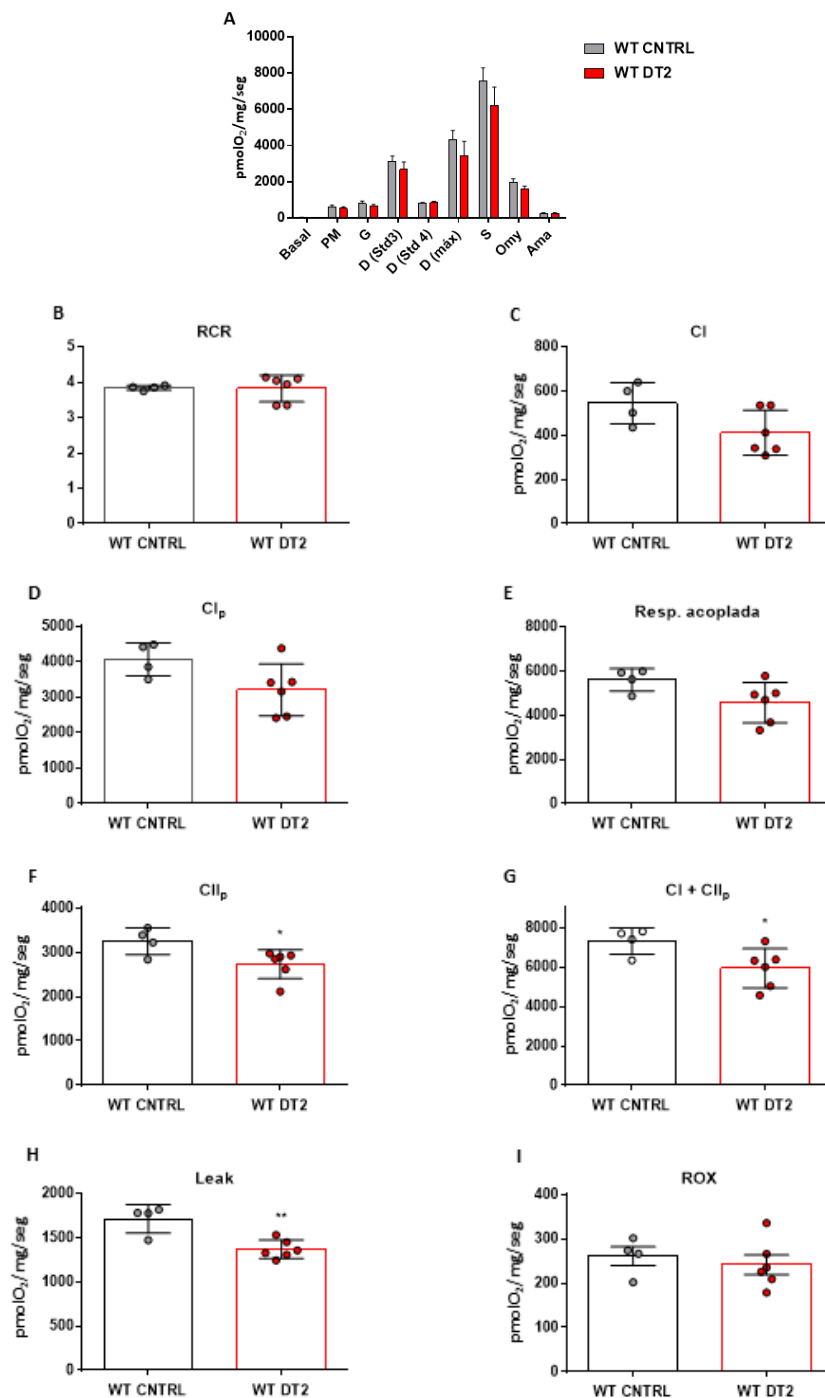 A
WT CNTRL
WT DT2
pmolO2/mg/seg
10000
8000
6000
4000
2000
0
Basal
PM
G
D (Std3)
D (Std 4)
D (máx)
S
Omy
Ama
B
RCR
5
4
3
2
1
0
WT CNTRL WT DT2
C
CI
pmolO2/mg/seg
800
600
400
200
0
WT CNTRL WT DT2
D
CIp
pmolO2/mg/seg
5000
4000
3000
2000
1000
0
WT CNTRL WT DT2
E
Resp. acoplada
pmolO2/mg/seg
8000
6000
4000
2000
0
WT CNTRL WT DT2
F
CIIp
pmolO2/mg/seg
4000
3000
2000
1000
0
*
WT CNTRL WT DT2
G
CI + CIIp
pmolO2/mg/seg
8000
6000
4000
2000
0
*
WT CNTRL WT DT2
H
Leak
pmolO2/mg/seg
2000
1500
1000
500
0
**
WT CNTRL WT DT2
I
ROX
pmolO2/mg/seg
400
300
200
100
0
WT CNTRL WT DT2